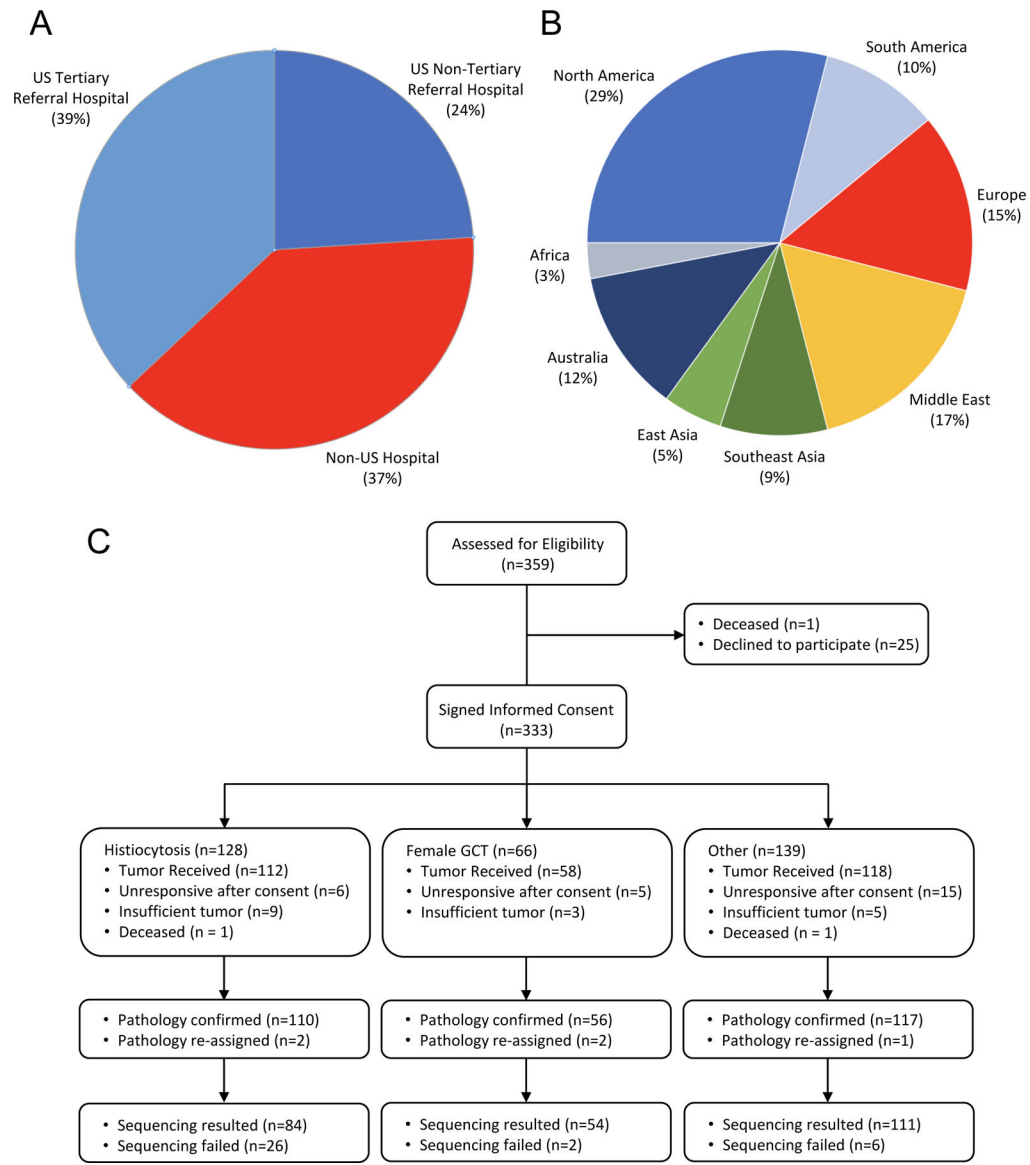 A
US Tertiary
Referral Hospital
(39%)
US Non-Tertiary
Referral Hospital
(24%)
Non-US Hospital
(37%)
B
North America
(29%)
South America
(10%)
Europe
(15%)
Middle East
(17%)
Southeast Asia
(9%)
East Asia
(5%)
Australia
(12%)
Africa
(3%)
C
Assessed for Eligibility
(n=359)
• Deceased (n=1)
• Declined to participate (n=25)
Signed Informed Consent
(n=333)
Histiocytosis (n=128)
• Tumor Received (n=112)
• Unresponsive after consent (n=6)
• Insufficient tumor (n=9)
• Deceased (n = 1)
Female GCT (n=66)
• Tumor Received (n=58)
• Unresponsive after consent (n=5)
• Insufficient tumor (n=3)
Other (n=139)
• Tumor Received (n=118)
• Unresponsive after consent (n=15)
• Insufficient tumor (n=5)
• Deceased (n = 1)
• Pathology confirmed (n=110)
• Pathology re-assigned (n=2)
• Pathology confirmed (n=56)
• Pathology re-assigned (n=2)
• Pathology confirmed (n=117)
• Pathology re-assigned (n=1)
• Sequencing resulted (n=84)
• Sequencing failed (n=26)
• Sequencing resulted (n=54)
• Sequencing failed (n=2)
• Sequencing resulted (n=111)
• Sequencing failed (n=6)